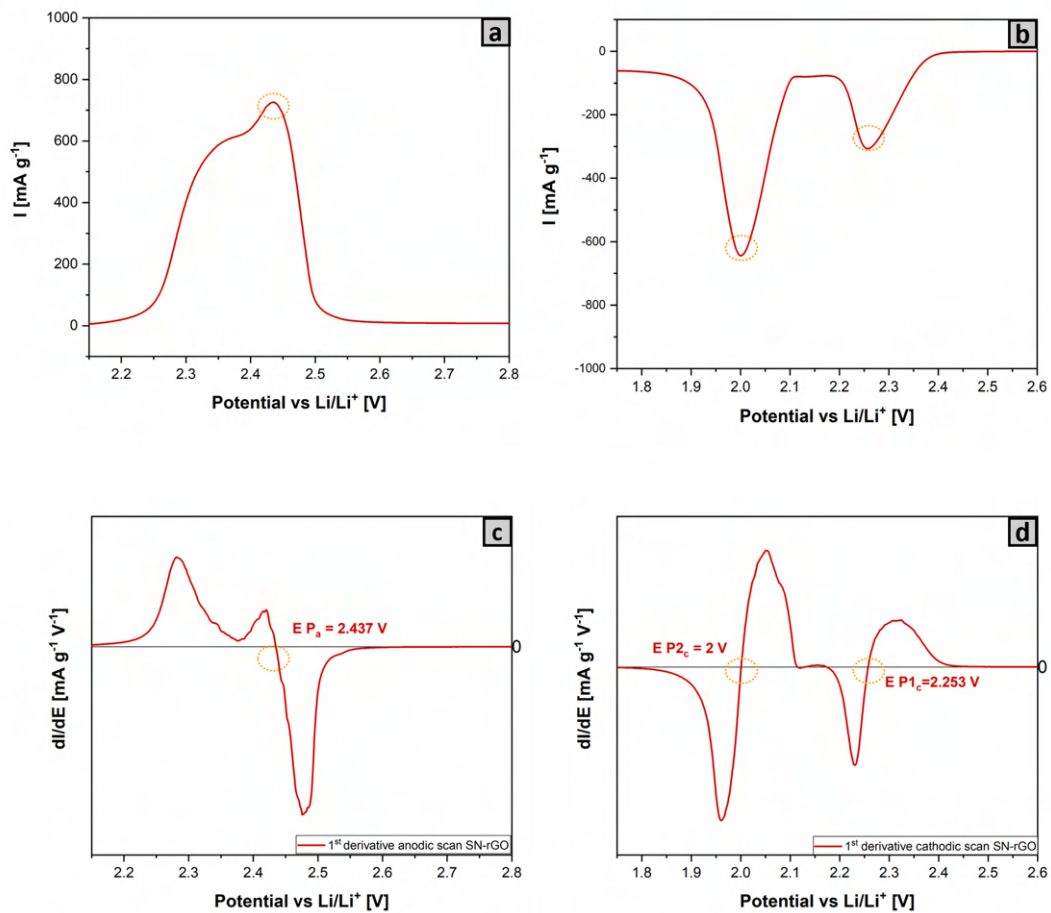 a
1000
800
600
400
200
0
I [mA g⁻¹]
2.2 2.3 2.4 2.5 2.6 2.7 2.8
Potential vs Li/Li⁺ [V]
b
0
-200
-400
-600
-800
-1000
I [mA g⁻¹]
1.8 1.9 2.0 2.1 2.2 2.3 2.4 2.5 2.6
Potential vs Li/Li⁺ [V]
c
E Pₐ = 2.437 V
0
dI/dE [mA g⁻¹ V⁻¹]
1ˢᵗ derivative anodic scan SN-rGO
2.2 2.3 2.4 2.5 2.6 2.7 2.8
Potential vs Li/Li⁺ [V]
d
E P2꜀ = 2 V
0
E P1꜀=2.253 V
dI/dE [mA g⁻¹ V⁻¹]
1ˢᵗ derivative cathodic scan SN-rGO
1.8 1.9 2.0 2.1 2.2 2.3 2.4 2.5 2.6
Potential vs Li/Li⁺ [V]